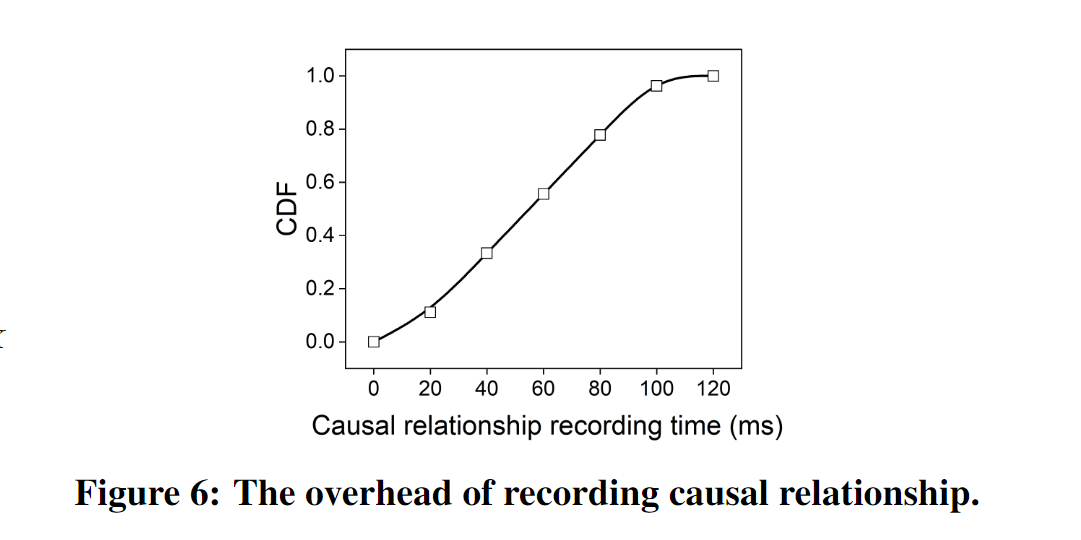 1.0
0.8
0.6
0.4
0.2
0.0
CDF
0 20 40 60 80 100 120
Causal relationship recording time (ms)
Figure 6: The overhead of recording causal relationship.